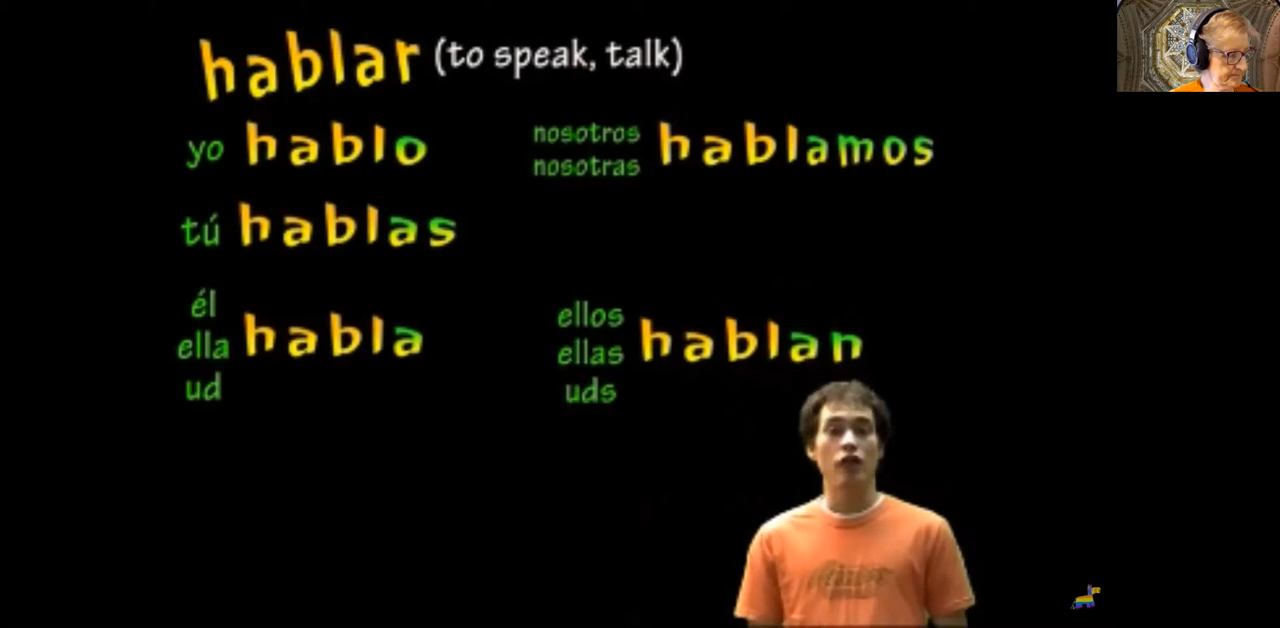 hablar (to speak, talk)
yo hablo
tú hablas
él
ella habla
ud
nosotros
nosotras hablamos
ellos
ellas hablan
uds